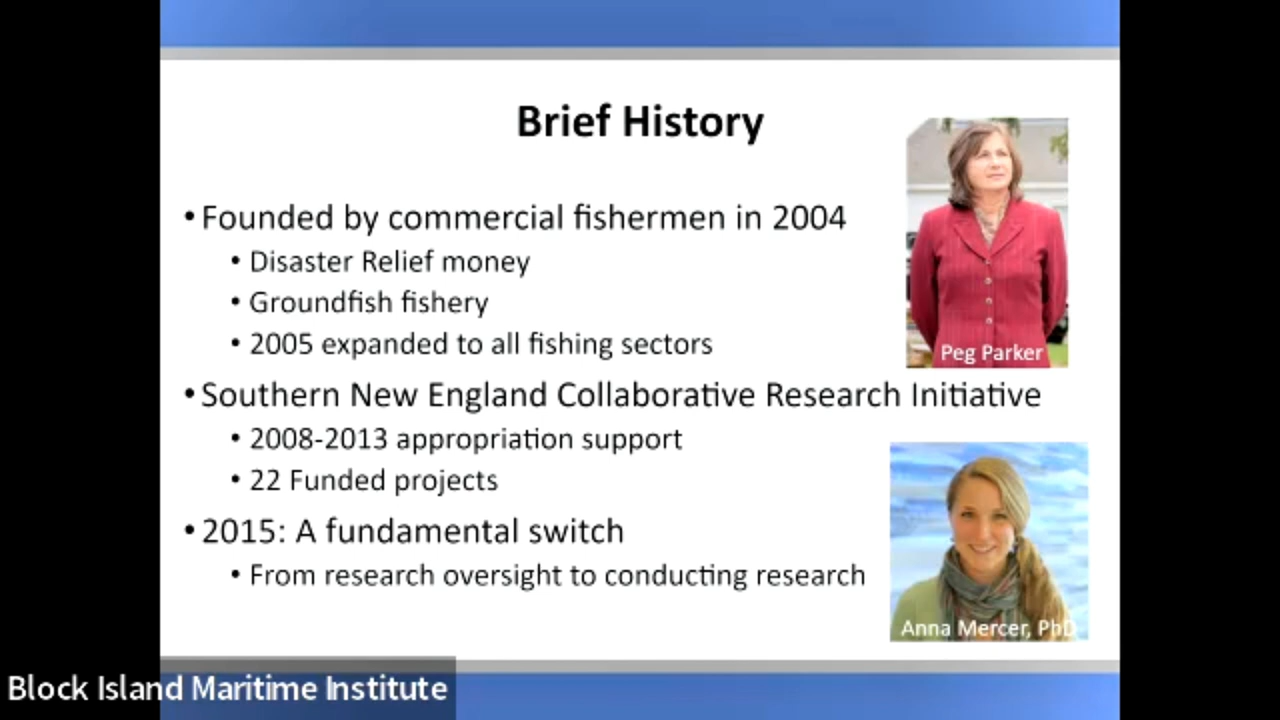 Brief History
• Founded by commercial fishermen in 2004
• Disaster Relief money
• Groundfish fishery
• 2005 expanded to all fishing sectors
Peg Parker
• Southern New England Collaborative Research Initiative
• 2008-2013 appropriation support
• 22 Funded projects
• 2015: A fundamental switch
• From research oversight to conducting research
Anna Mercer, PhD
Block Island Maritime Institute